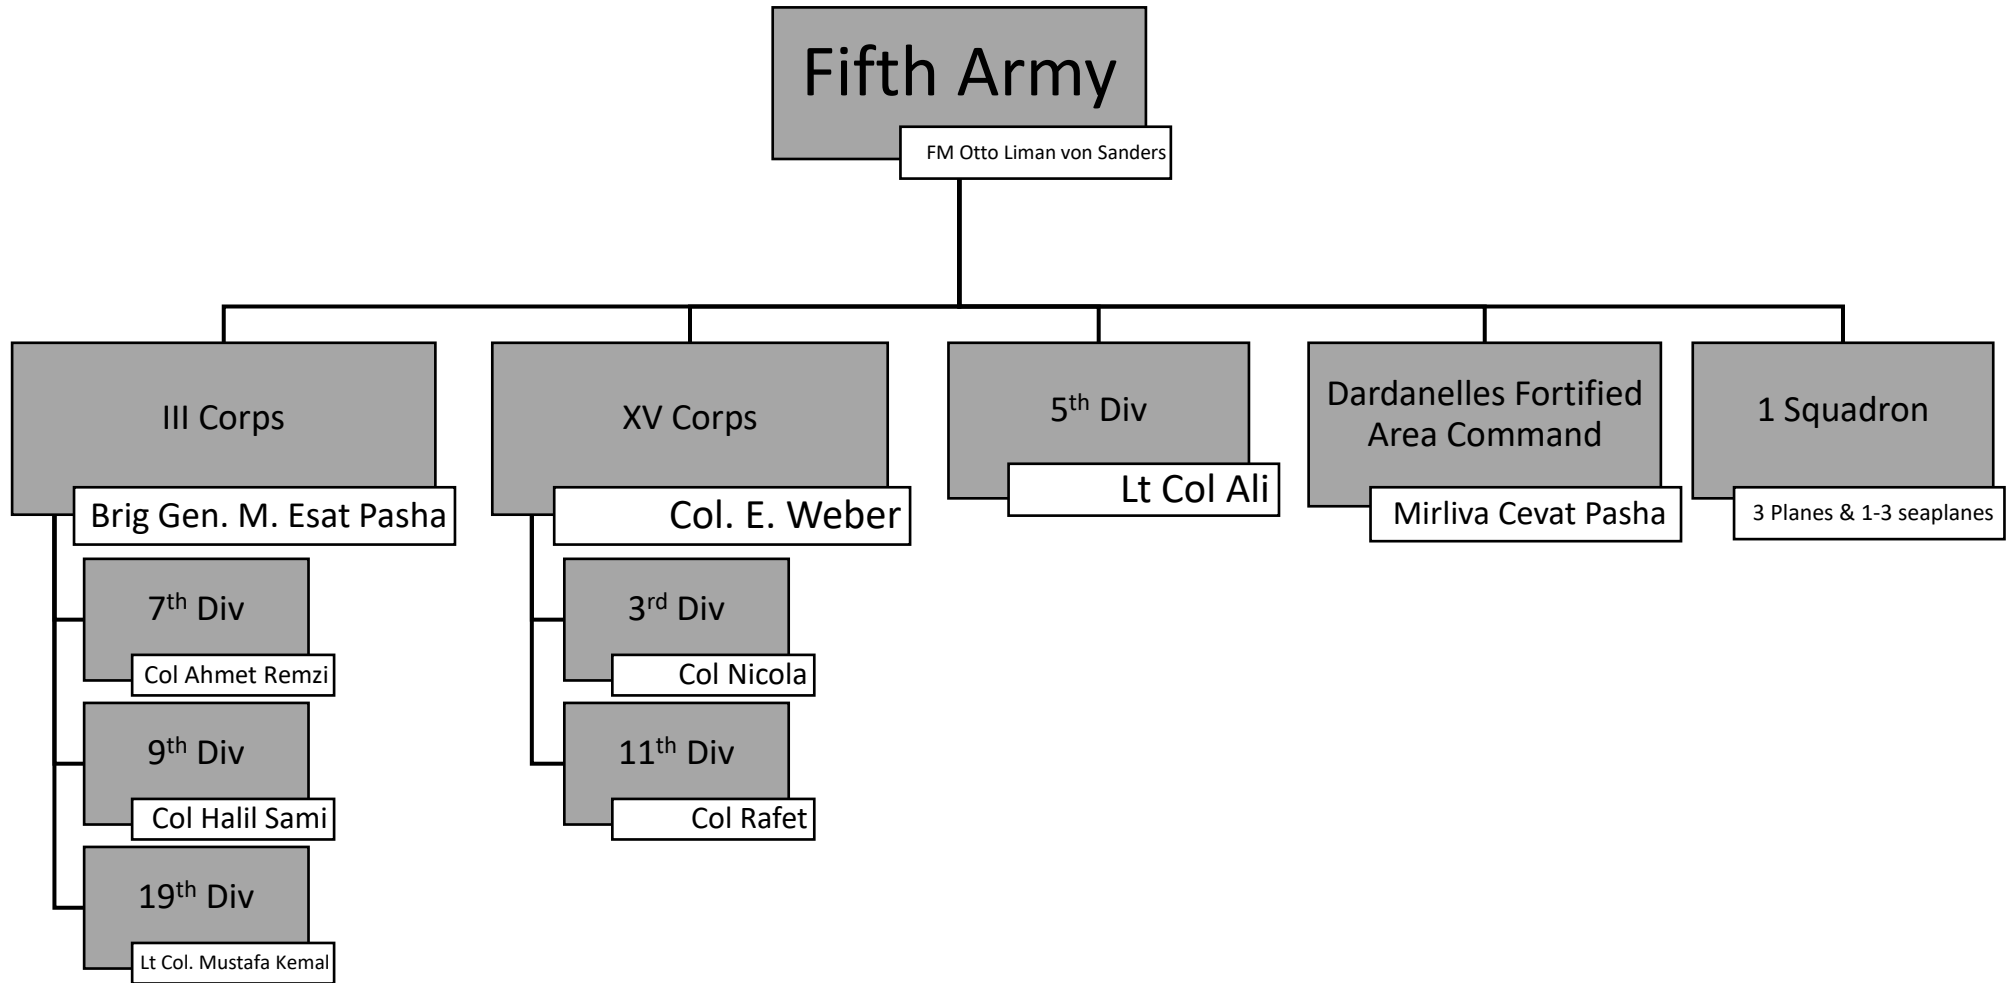 Fifth Army
FM Otto Liman von Sanders
III Corps
Brig Gen. M. Esat Pasha
7th Div
Col Ahmet Remzi
9th Div
Col Halil Sami
19th Div
Lt Col. Mustafa Kemal
XV Corps
Col. E. Weber
3rd Div
Col Nicola
11th Div
Col Rafet
5th Div
Lt Col Ali
Dardanelles Fortified
Area Command
Mirliva Cevat Pasha
1 Squadron
3 Planes & 1-3 seaplanes